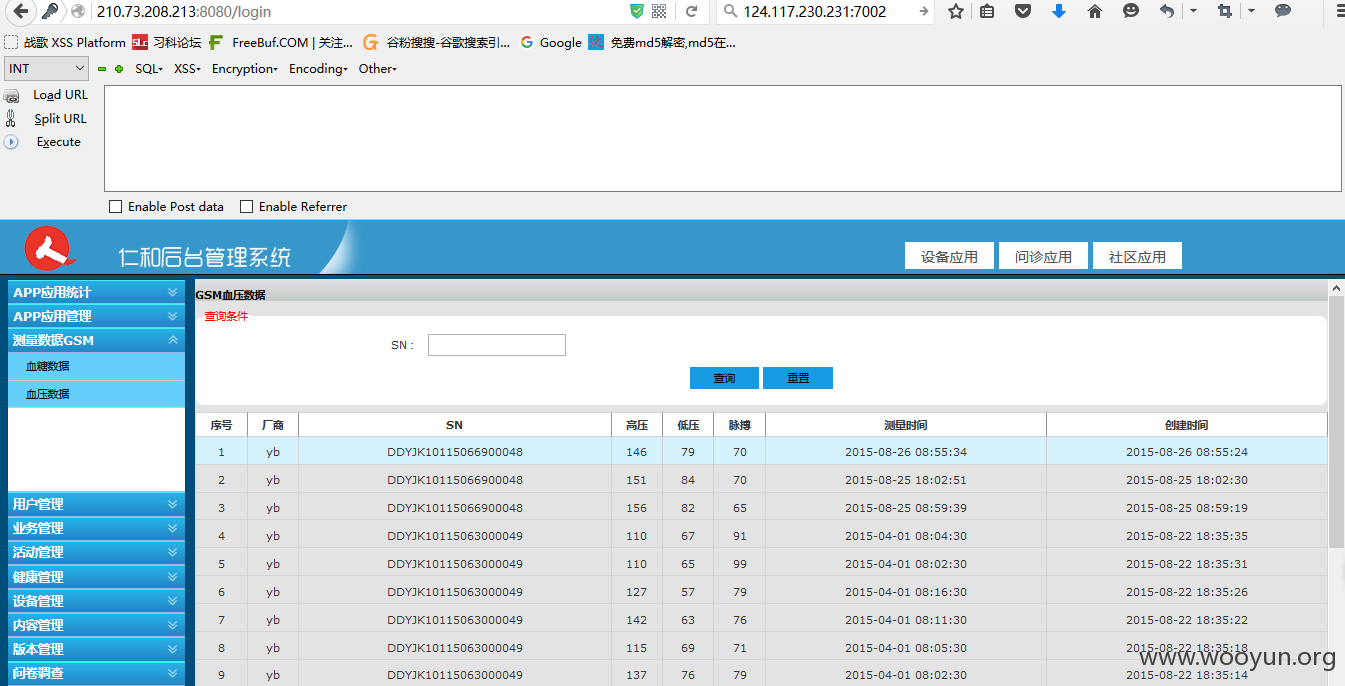 210.73.208.213:8080/login 124.117.230.231:7002
战歌 XSS Platform 习科论坛 FreeBuf.COM | 关注... 谷粉搜搜-谷歌搜索引... Google 免费md5解密,md5在...
INT SQL XSS Encryption Encoding Other
Load URL
Split URL
Execute
Enable Post data Enable Referrer
仁和后台管理系统 设备应用 问诊应用 社区应用
APP应用统计
APP应用管理
测量数据GSM
血糖数据
血压数据
用户管理
业务管理
活动管理
健康管理
设备管理
内容管理
版本管理
问卷调查
GSM血压数据
查询条件
SN：
查询 重置
序号 厂商 SN 高压 低压 脉搏 测量时间 创建时间
1 yb DDYJK10115066900048 146 79 70 2015-08-26 08:55:34 2015-08-26 08:55:24
2 yb DDYJK10115066900048 151 84 70 2015-08-25 18:02:51 2015-08-25 18:02:30
3 yb DDYJK10115066900048 156 82 65 2015-08-25 08:59:39 2015-08-25 08:59:19
4 yb DDYJK10115063000049 110 67 91 2015-04-01 08:04:30 2015-08-22 18:35:35
5 yb DDYJK10115063000049 110 65 99 2015-04-01 08:02:30 2015-08-22 18:35:31
6 yb DDYJK10115063000049 127 57 79 2015-04-01 08:16:30 2015-08-22 18:35:26
7 yb DDYJK10115063000049 142 63 76 2015-04-01 08:11:30 2015-08-22 18:35:22
8 yb DDYJK10115063000049 115 69 71 2015-04-01 08:05:30 2015-08-22 18:35:18
9 yb DDYJK10115063000049 137 76 79 2015-04-01 08:02:30 2015-08-22 18:35:14
www.wooyun.org